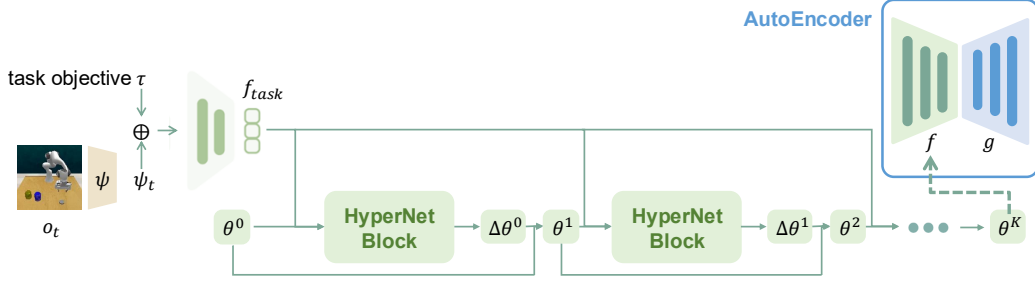 AutoEncoder
task objective τ
f_task
⊕
ψ
ψ_t
o_t
f
g
θ^0
HyperNet
Block
Δθ^0
θ^1
HyperNet
Block
Δθ^1
θ^2
θ^K